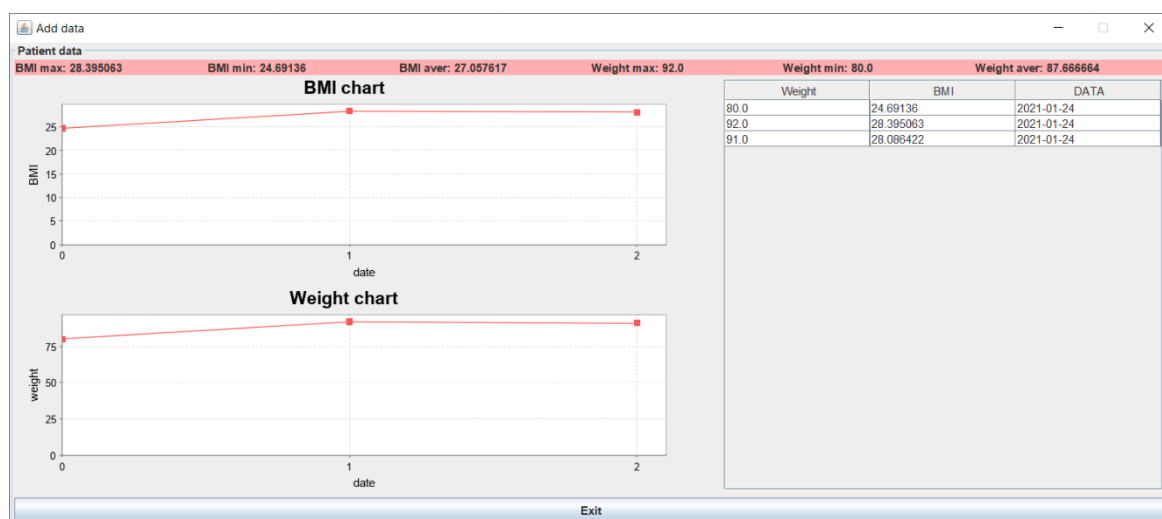 Add data
Patient data
BMI max: 28.395063 BMI min: 24.69136 BMI aver: 27.057617 Weight max: 92.0 Weight min: 80.0 Weight aver: 87.666664
BMI chart
25
20
15
10
5
0
BMI
0 1 2
date
Weight chart
75
50
25
0
weight
0 1 2
date
Weight BMI DATA
80.0 24.69136 2021-01-24
92.0 28.395063 2021-01-24
91.0 28.086422 2021-01-24
Exit